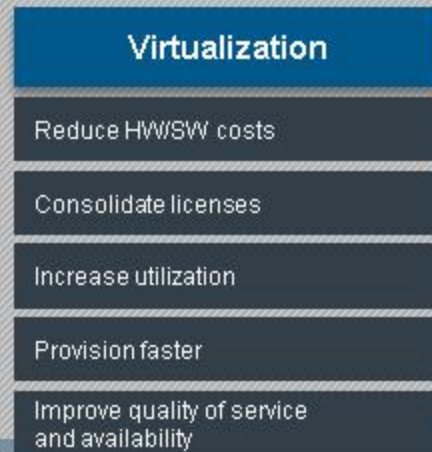 Virtualization
Reduce HW/SW costs
Consolidate licenses
Increase utilization
Provision faster
Improve quality of service
and availability